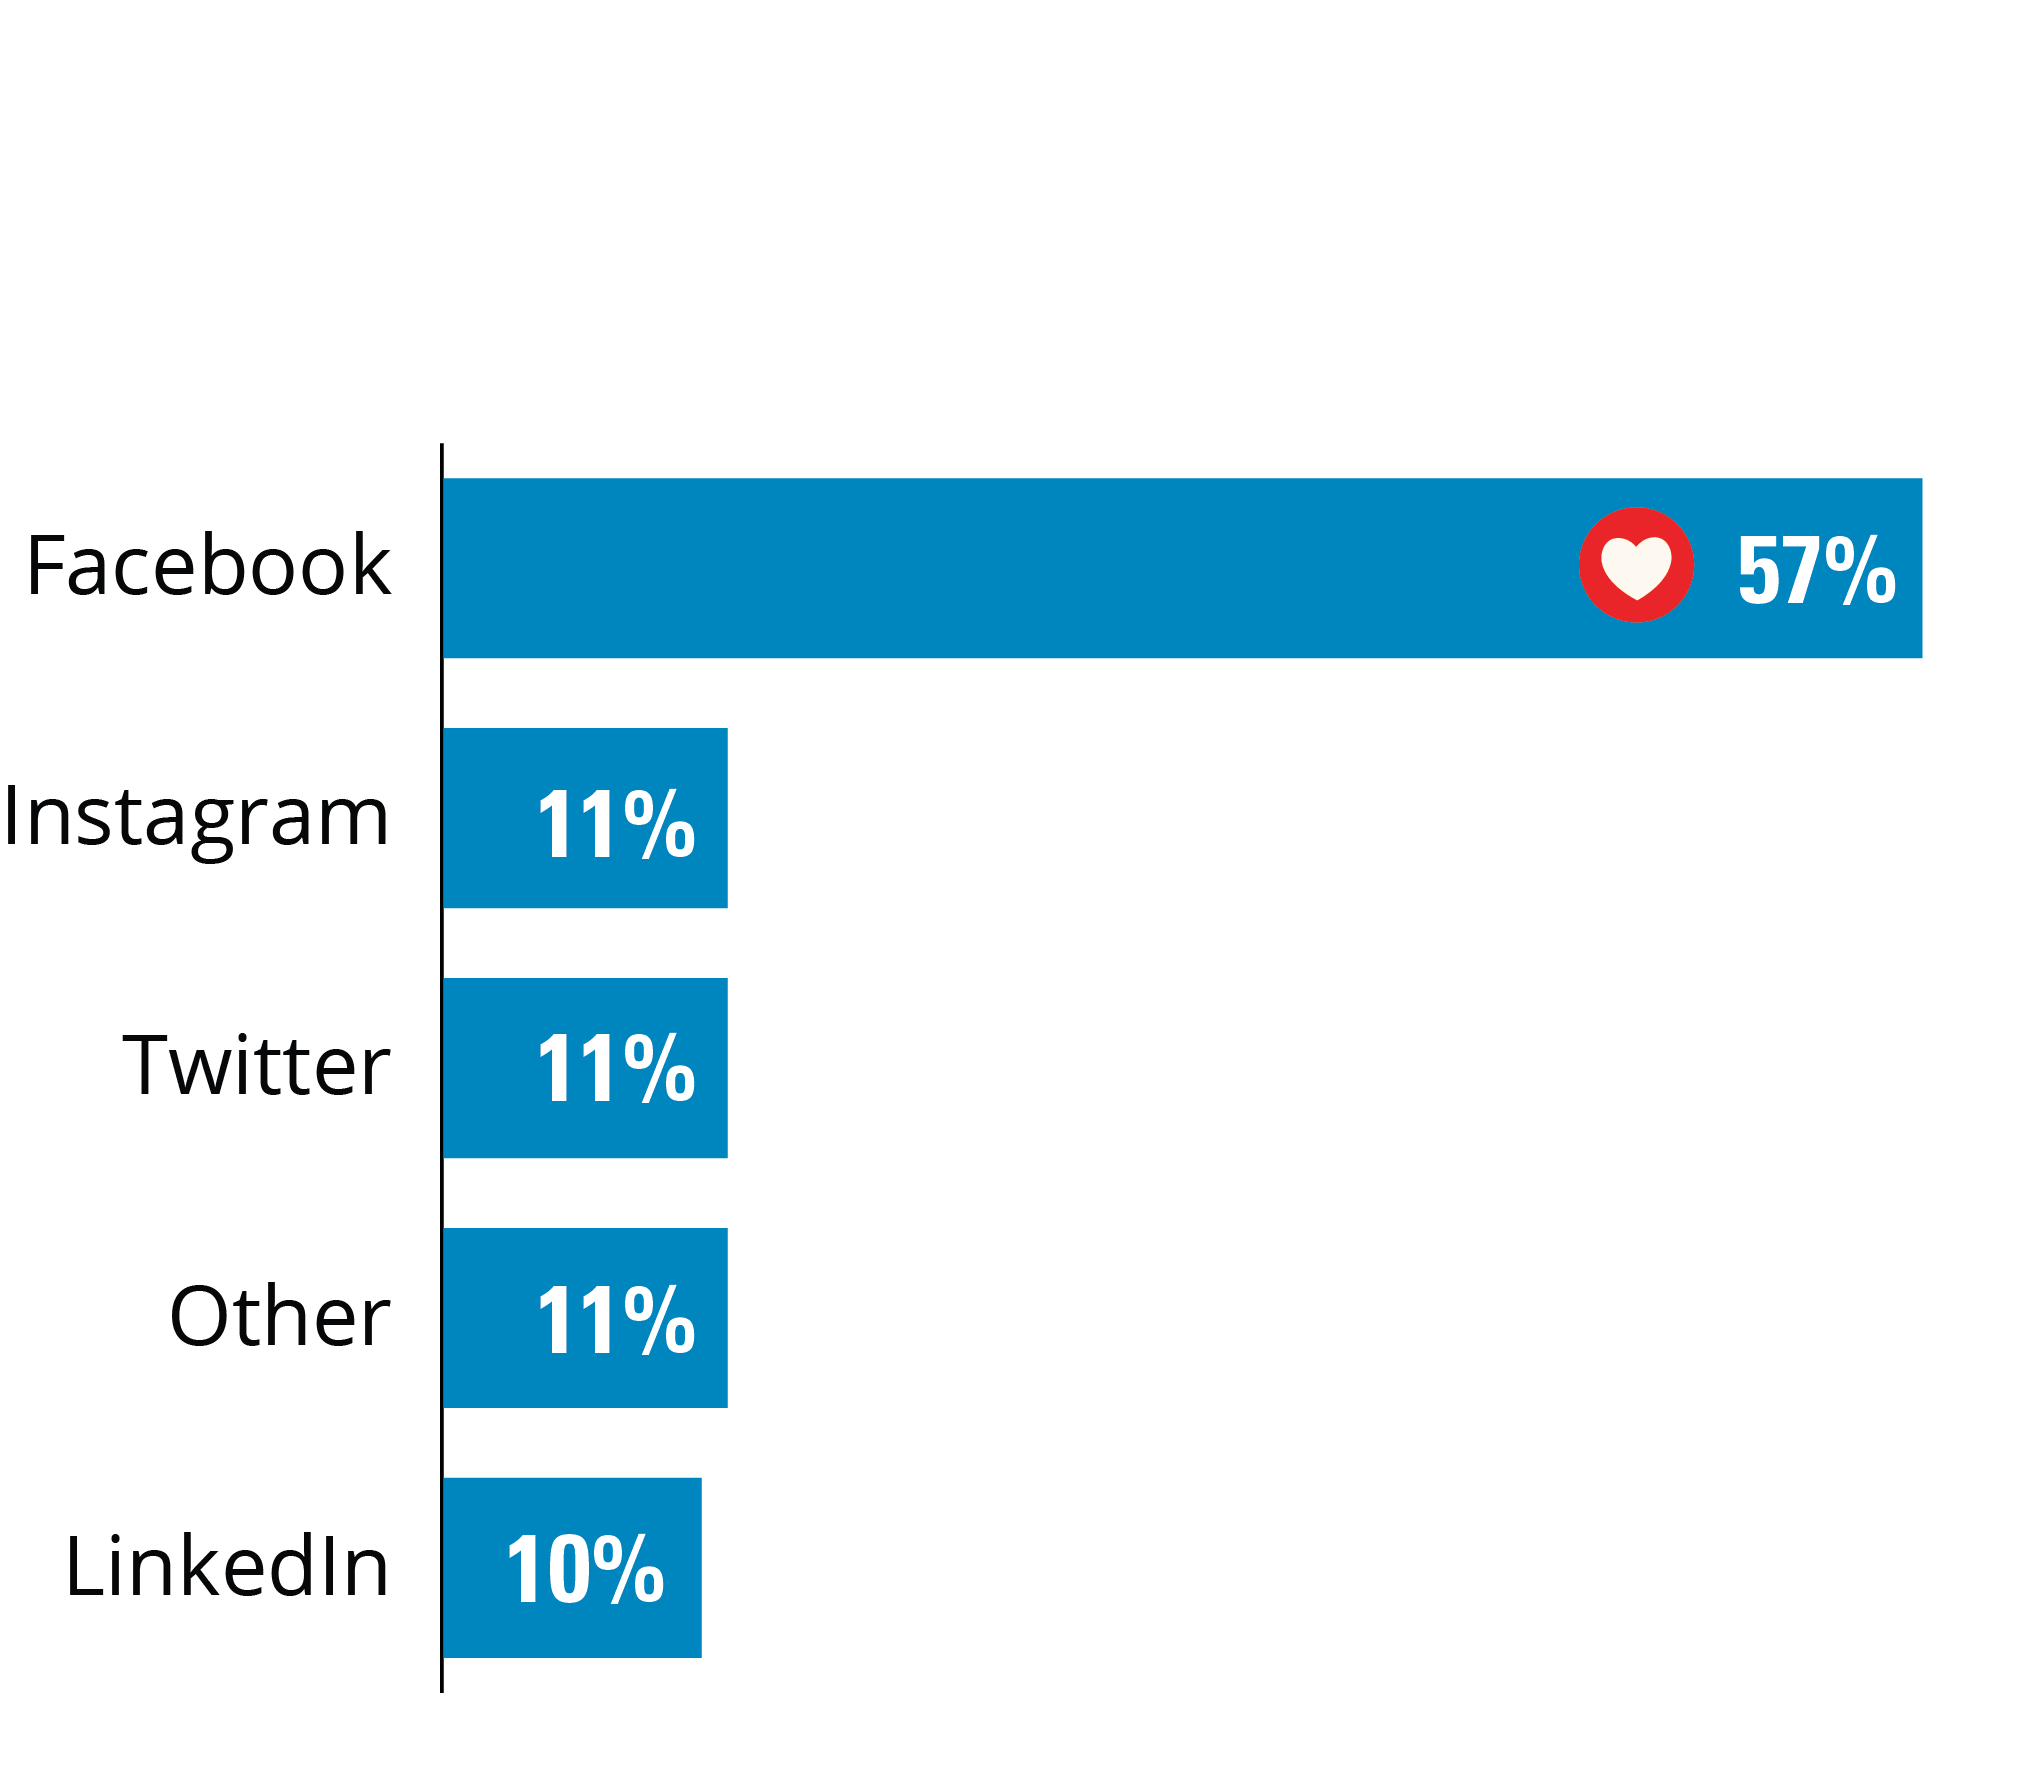 Facebook 57%
Instagram 11%
Twitter 11%
Other 11%
LinkedIn 10%